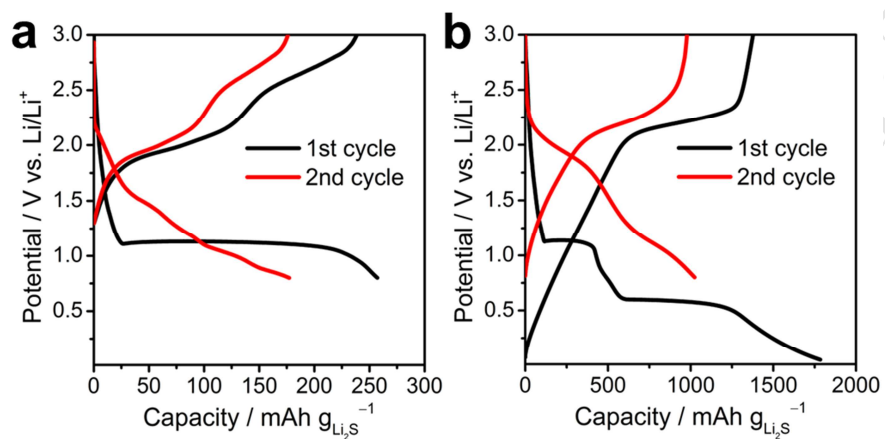 a
3.0
2.5
2.0
1.5
1.0
0.5
Potential / V vs. Li/Li⁺
1st cycle
2nd cycle
0 50 100 150 200 250 300
Capacity / mAh g_Li₂S⁻¹
b
3.0
2.5
2.0
1.5
1.0
0.5
Potential / V vs. Li/Li⁺
1st cycle
2nd cycle
0 500 1000 1500 2000
Capacity / mAh g_Li₂S⁻¹